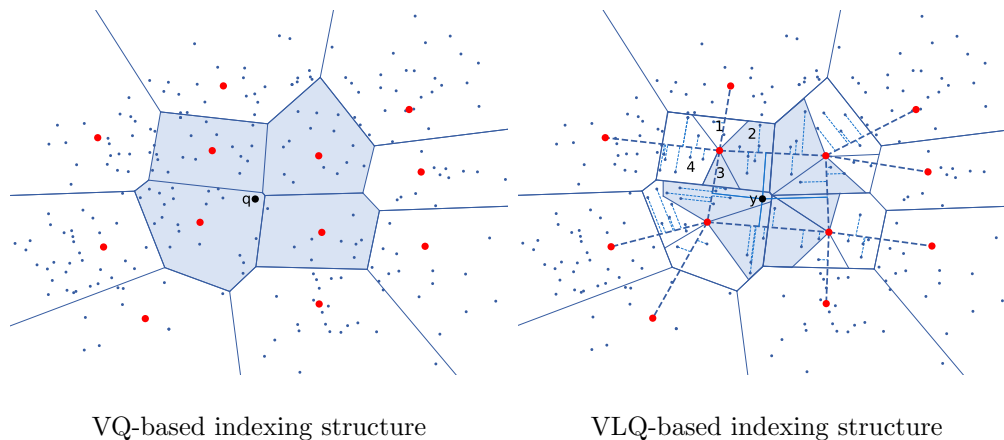 1
2
4
3
q
y
VQ-based indexing structure
VLQ-based indexing structure